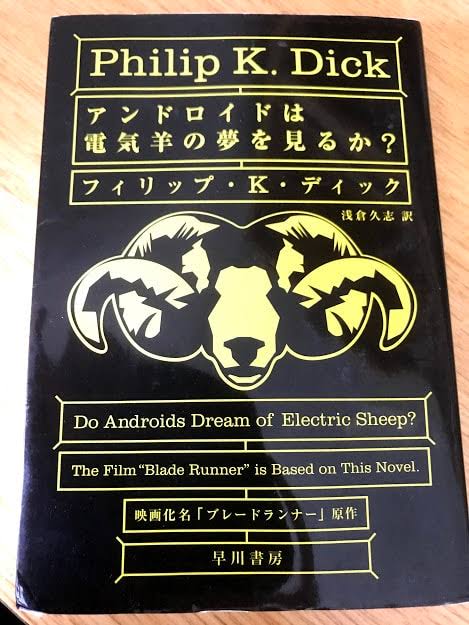 Philip K. Dick
アンドロイドは
電気羊の夢を見るか?
フィリップ・K・ディック
浅倉久志 訳
Do Androids Dream of Electric Sheep?
The Film “Blade Runner” is Based on This Novel.
映画化名「ブレードランナー」原作
早川書房